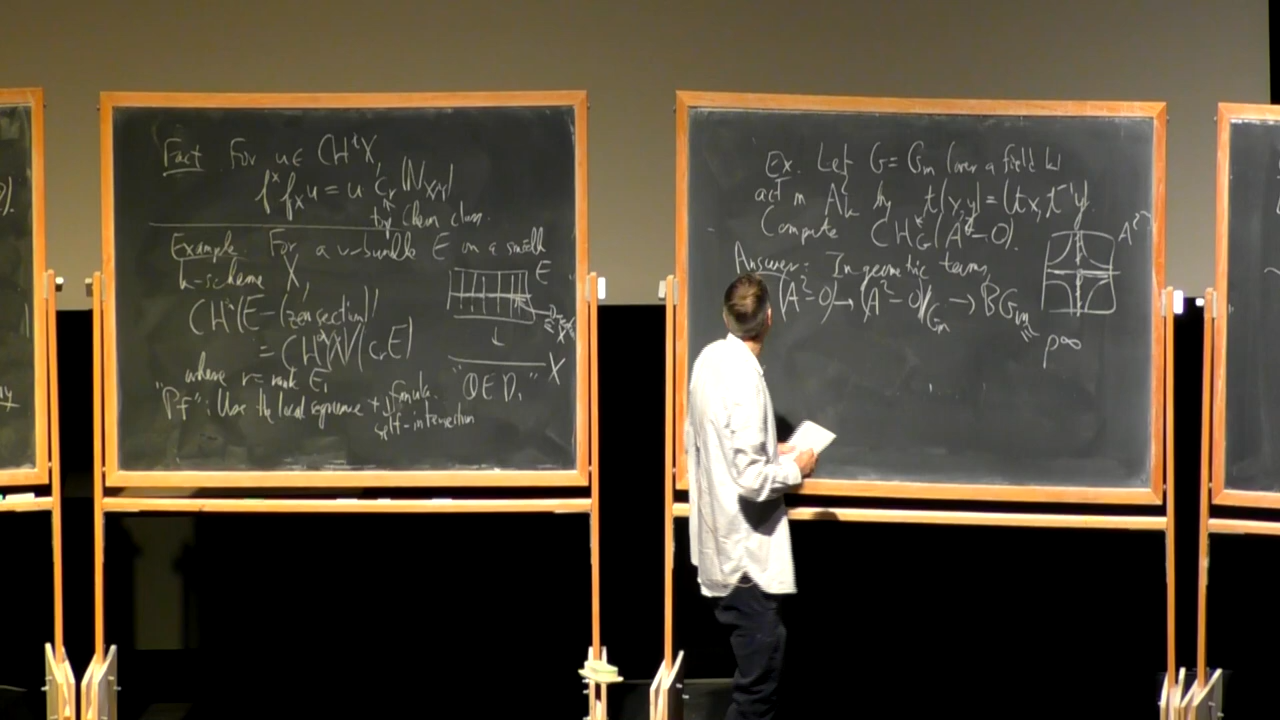 Fact For u ∈ CH^*X,
f^* f_* u = u c_r(N_{X/Y})
top Chern class.
Example. For a v-bundle E on a smooth
k-scheme X,
CH^*(E - (zero section))
= CH^*(X)/(c_r E)
where r = rank E.
"Pf": Use the local sequence + self-intersection formula.
"QED."
E
X
Ex. Let G = G_m (over a field k)
act on A^2_k by t(x,y) = (tx, t^{-1}y).
Compute CH^*_G(A^2-0).
Answer: In geometric terms,
(A^2-0) → (A^2-0)//G_m → BG_m
P^∞
A^2